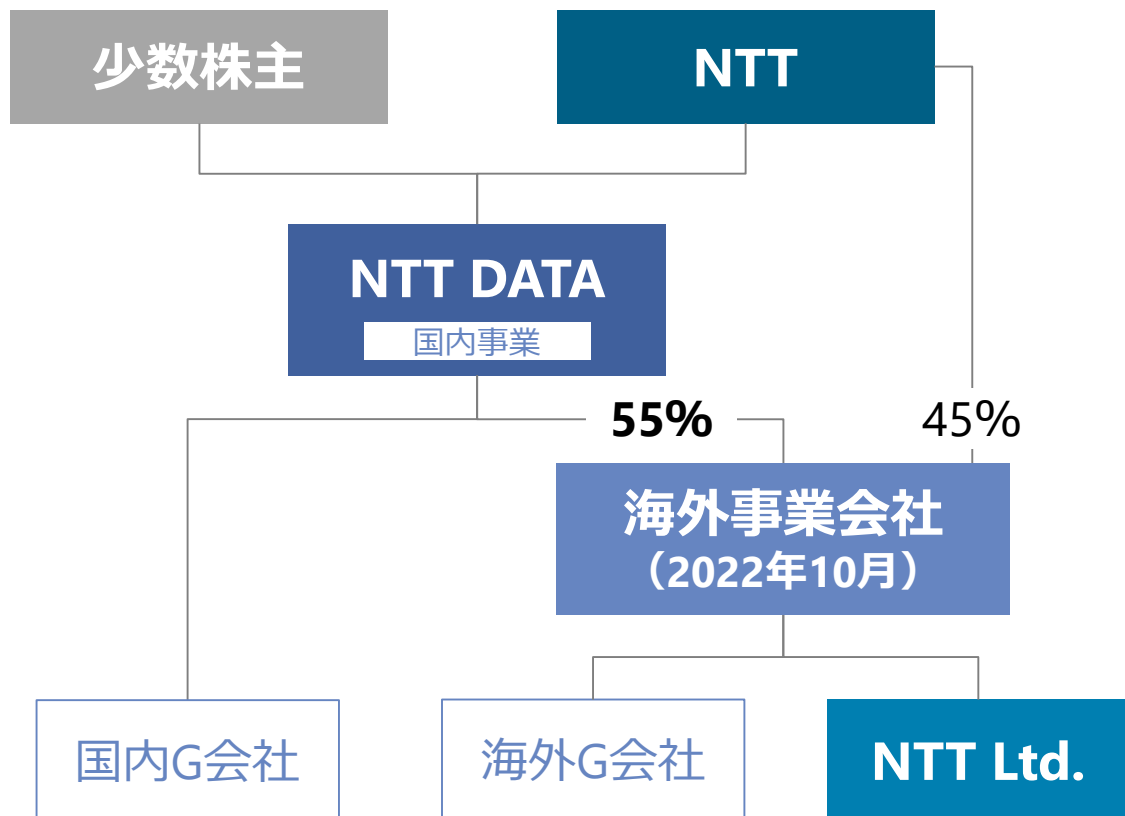 少数株主
NTT
NTT DATA
国内事業
55%
45%
海外事業会社
（2022年10月）
国内G会社
海外G会社
NTT Ltd.